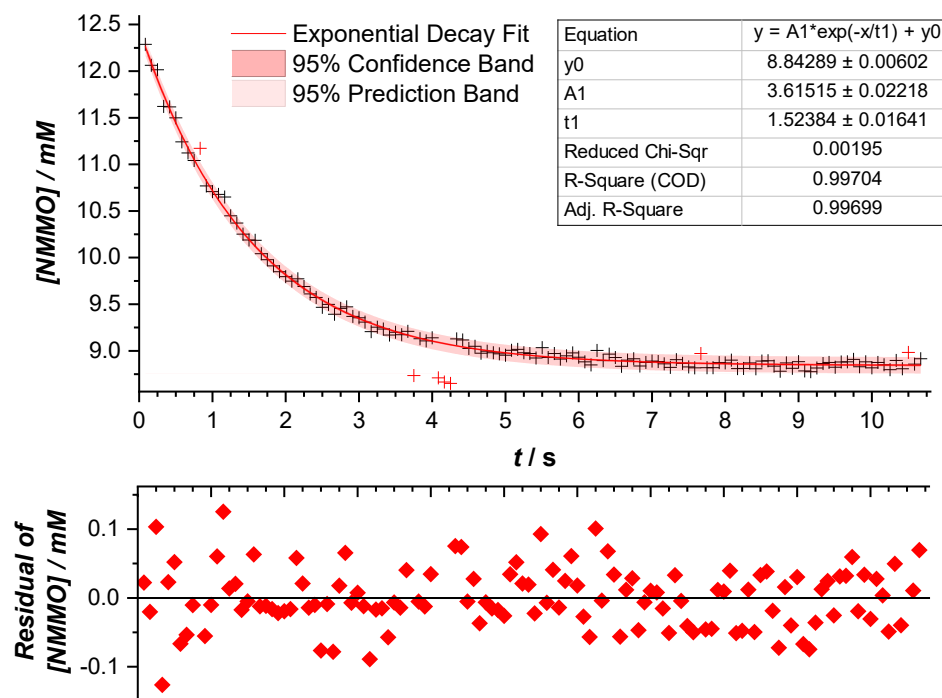 12.5
12.0
11.5
11.0
10.5
10.0
9.5
9.0
[NMMO] / mM
Exponential Decay Fit
95% Confidence Band
95% Prediction Band
Equation y = A1*exp(-x/t1) + y0
y0 8.84289 ± 0.00602
A1 3.61515 ± 0.02218
t1 1.52384 ± 0.01641
Reduced Chi-Sqr 0.00195
R-Square (COD) 0.99704
Adj. R-Square 0.99699
0 1 2 3 4 5 6 7 8 9 10
t / s
0.1
0.0
-0.1
Residual of
[NMMO] / mM